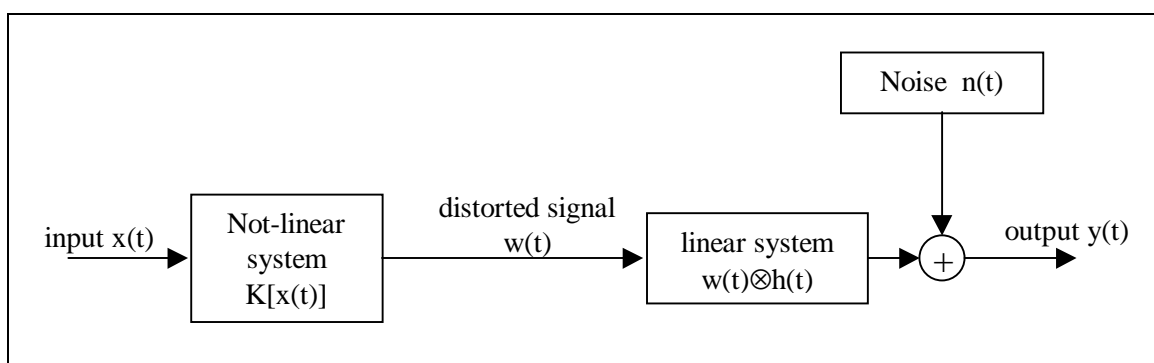 Noise n(t)
input x(t)
Not-linear
system
K[x(t)]
distorted signal
w(t)
linear system
w(t)⊗h(t)
+
output y(t)